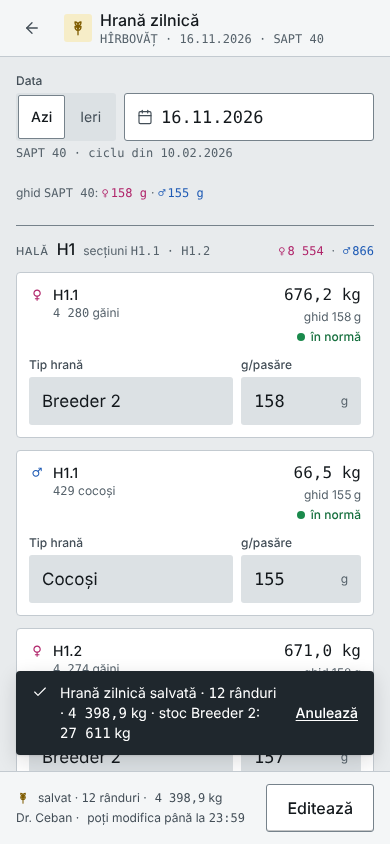 Hrană zilnică
HÎRBOVĂȚ · 16.11.2026 · SAPT 40
Data
Azi Ieri 16.11.2026
SAPT 40 · ciclu din 10.02.2026
ghid SAPT 40: ♀158 g · ♂155 g
HALĂ H1 secțiuni H1.1 · H1.2 ♀8 554 · ♂866
♀ H1.1 676,2 kg
4 280 găini ghid 158 g
în normă
Tip hrană g/pasăre
Breeder 2 158 g
♂ H1.1 66,5 kg
429 cocoși ghid 155 g
în normă
Tip hrană g/pasăre
Cocoși 155 g
♀ H1.2 671,0 kg
4 274 găini
Hrană zilnică salvată · 12 rânduri
· 4 398,9 kg · stoc Breeder 2:
27 611 kg
Anulează
Breeder 2 157
salvat · 12 rânduri · 4 398,9 kg
Dr. Ceban · poți modifica până la 23:59
Editează